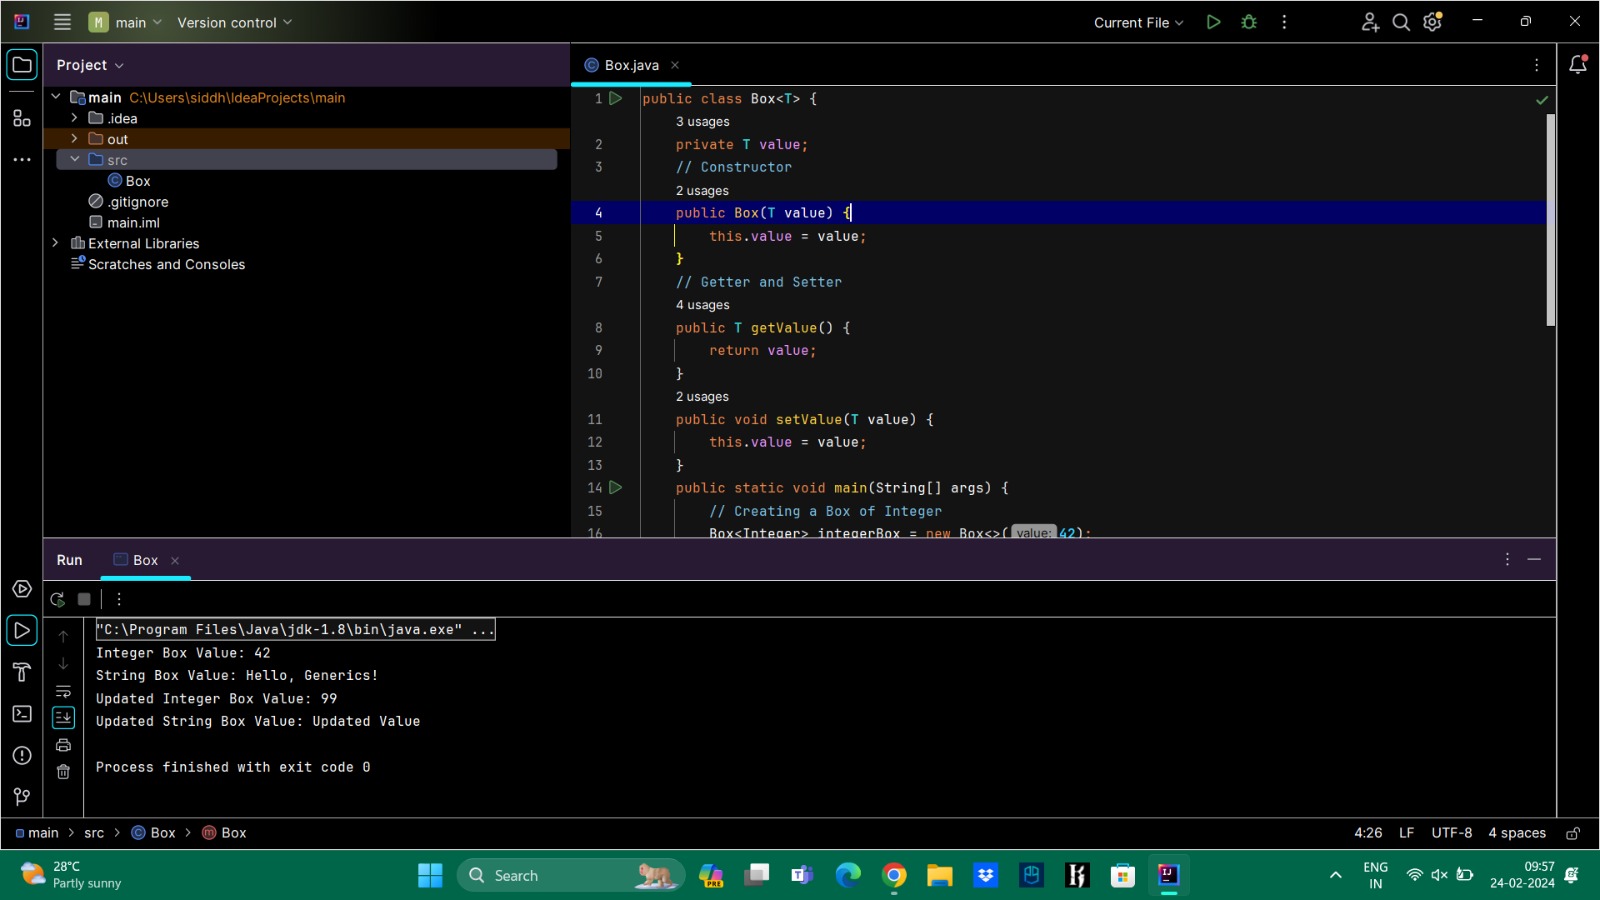 M main Version control Current File
Project
Box.java
main C:\Users\siddh\IdeaProjects\main
.idea
out
src
Box
.gitignore
main.iml
External Libraries
Scratches and Consoles
1 public class Box<T> {
3 usages
2 private T value;
3 // Constructor
2 usages
4 public Box(T value) {
5 this.value = value;
6 }
7 // Getter and Setter
4 usages
8 public T getValue() {
9 return value;
10 }
2 usages
11 public void setValue(T value) {
12 this.value = value;
13 }
14 public static void main(String[] args) {
15 // Creating a Box of Integer
16 Box<Integer> integerBox = new Box<>( value: 42);
Run Box
"C:\Program Files\Java\jdk-1.8\bin\java.exe" ...
Integer Box Value: 42
String Box Value: Hello, Generics!
Updated Integer Box Value: 99
Updated String Box Value: Updated Value
Process finished with exit code 0
main > src > Box > Box 4:26 LF UTF-8 4 spaces
28°C
Partly sunny
Search
PRE
ENG
IN
09:57
24-02-2024